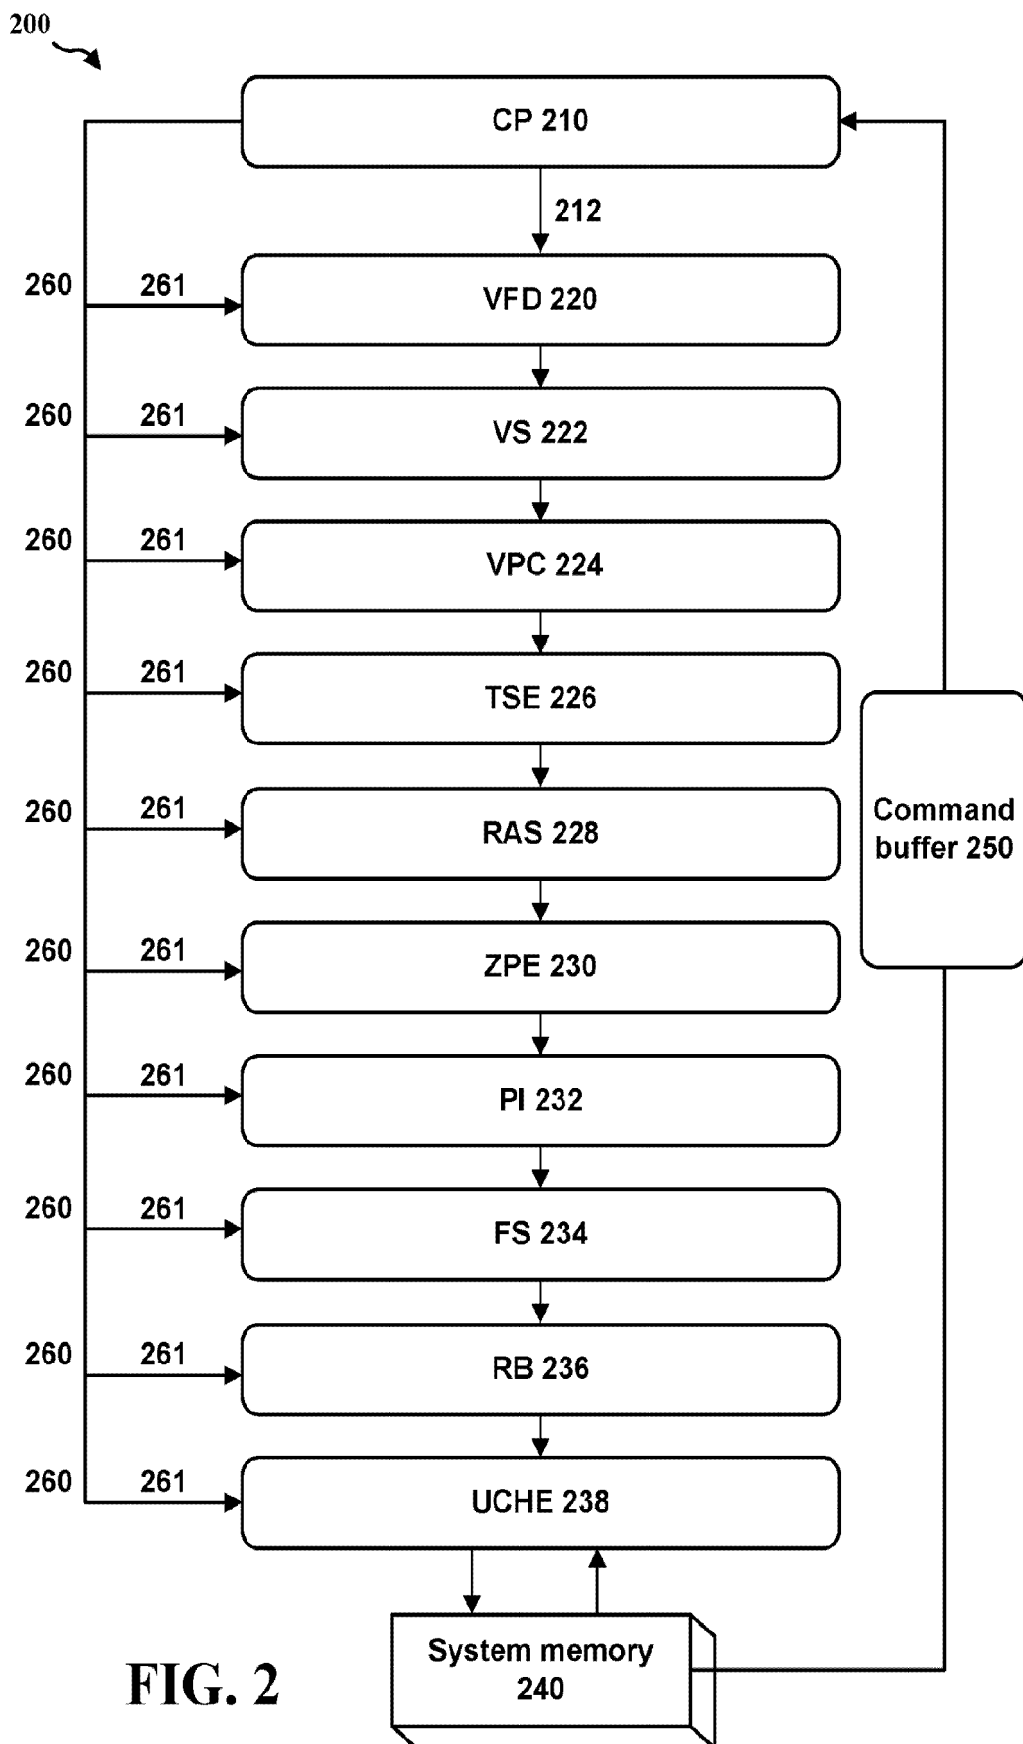 200
CP 210
212
260 261
VFD 220
260 261
VS 222
260 261
VPC 224
260 261
TSE 226
260 261
RAS 228
Command
buffer 250
260 261
ZPE 230
260 261
PI 232
260 261
FS 234
260 261
RB 236
260 261
UCHE 238
System memory
240
FIG. 2